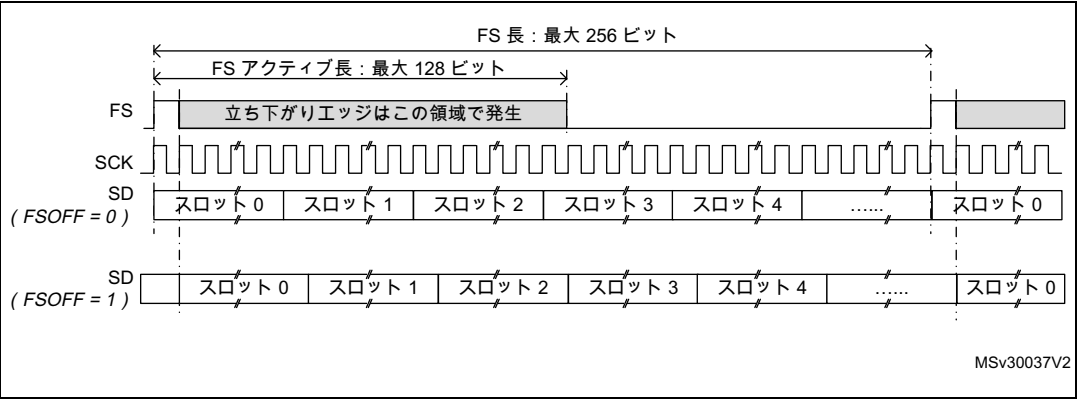 FS 長：最大 256 ビット
FS アクティブ長：最大 128 ビット
FS
立ち下がりエッジはこの領域で発生
SCK
SD
( FSOFF = 0 )
スロット 0
スロット 1
スロット 2
スロット 3
スロット 4
…...
スロット 0
SD
( FSOFF = 1 )
スロット 0
スロット 1
スロット 2
スロット 3
スロット 4
…...
スロット 0
MSv30037V2